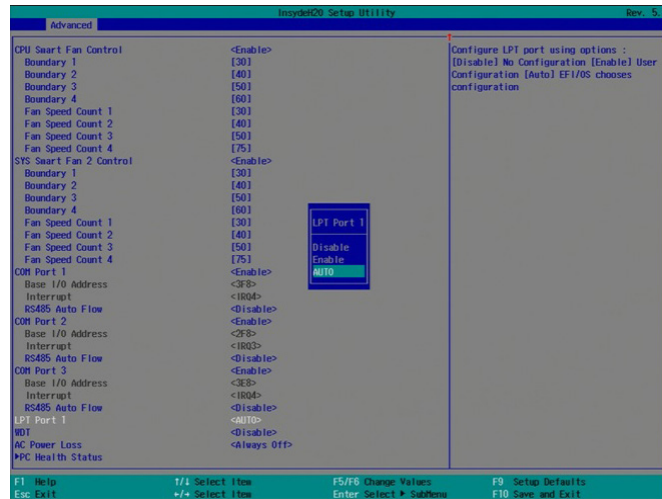 InsydeH20 Setup Utility Rev. 5.
Advanced
CPU Smart Fan Control <Enable>
Boundary 1 [30]
Boundary 2 [40]
Boundary 3 [50]
Boundary 4 [60]
Fan Speed Count 1 [30]
Fan Speed Count 2 [40]
Fan Speed Count 3 [50]
Fan Speed Count 4 [75]
SYS Smart Fan 2 Control <Enable>
Boundary 1 [30]
Boundary 2 [40]
Boundary 3 [50]
Boundary 4 [60]
Fan Speed Count 1 [30]
Fan Speed Count 2 [40]
Fan Speed Count 3 [50]
Fan Speed Count 4 [75]
COM Port 1 <Enable>
Base I/O Address <3F8>
Interrupt <IRQ4>
RS485 Auto Flow <Disable>
COM Port 2 <Enable>
Base I/O Address <2F8>
Interrupt <IRQ3>
RS485 Auto Flow <Disable>
COM Port 3 <Enable>
Base I/O Address <3E8>
Interrupt <IRQ4>
RS485 Auto Flow <Disable>
LPT Port 1 <AUTO>
WDT <Disable>
AC Power Loss <Always Off>
▶PC Health Status
LPT Port 1
Disable
Enable
AUTO
Configure LPT port using options :
[Disable] No Configuration [Enable] User
Configuration [Auto] EFI/OS chooses
configuration
F1 Help ↑/↓ Select Item F5/F6 Change Values F9 Setup Defaults
Esc Exit ←/→ Select Item Enter Select ▶ SubMenu F10 Save and Exit